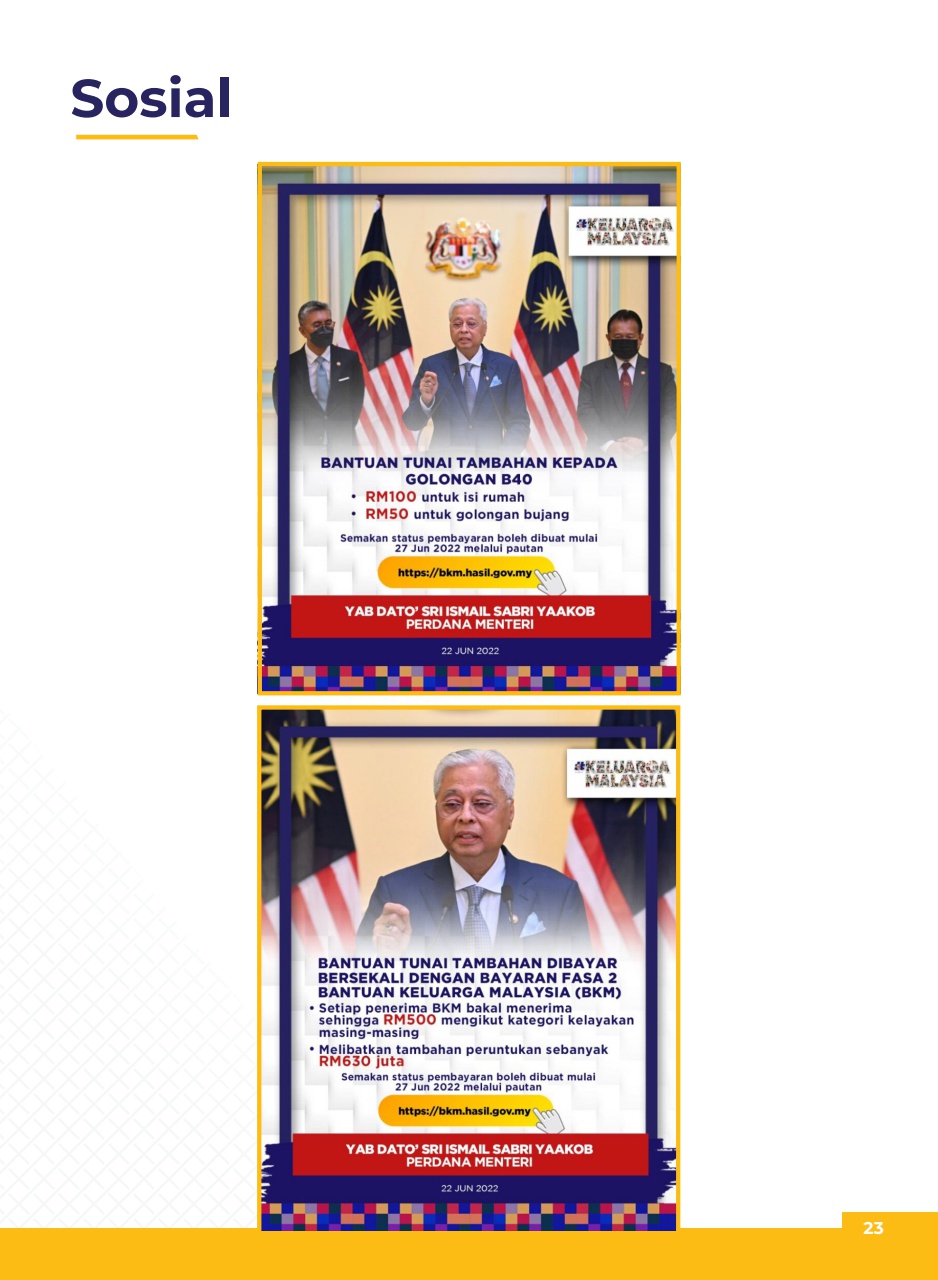 Sosial
#KELUARGA
MALAYSIA
BANTUAN TUNAI TAMBAHAN KEPADA
GOLONGAN B40
• RM100 untuk isi rumah
• RM50 untuk golongan bujang
Semakan status pembayaran boleh dibuat mulai
27 Jun 2022 melalui pautan
https://bkm.hasil.gov.my
YAB DATO' SRI ISMAIL SABRI YAAKOB
PERDANA MENTERI
22 JUN 2022
#KELUARGA
MALAYSIA
BANTUAN TUNAI TAMBAHAN DIBAYAR
BERSEKALI DENGAN BAYARAN FASA 2
BANTUAN KELUARGA MALAYSIA (BKM)
• Setiap penerima BKM bakal menerima
sehingga RM500 mengikut kategori kelayakan
masing-masing
• Melibatkan tambahan peruntukan sebanyak
RM630 juta
Semakan status pembayaran boleh dibuat mulai
27 Jun 2022 melalui pautan
https://bkm.hasil.gov.my
YAB DATO' SRI ISMAIL SABRI YAAKOB
PERDANA MENTERI
22 JUN 2022
23